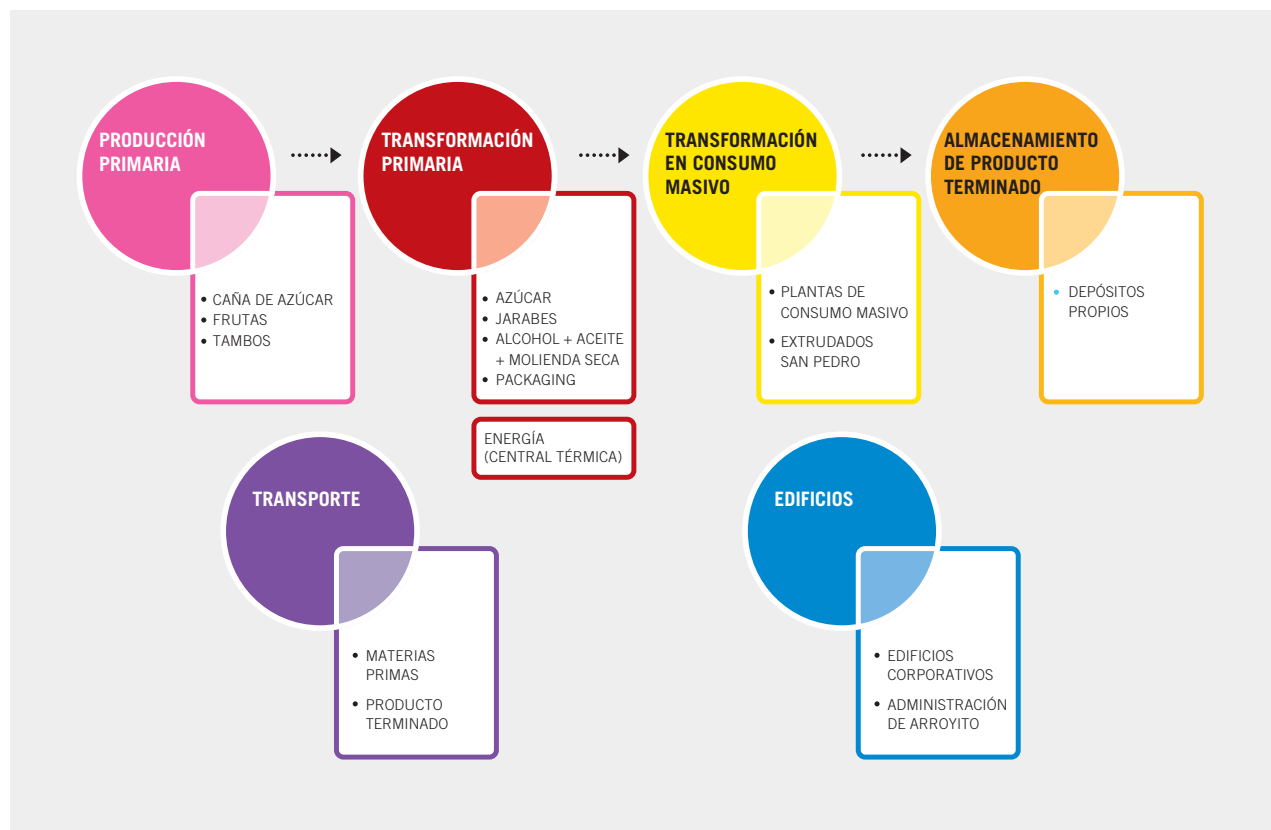 PRODUCCIÓN
PRIMARIA
• CAÑA DE AZÚCAR
• FRUTAS
• TAMBOS
TRANSFORMACIÓN
PRIMARIA
• AZÚCAR
• JARABES
• ALCOHOL + ACEITE
+ MOLIENDA SECA
• PACKAGING
ENERGÍA
(CENTRAL TÉRMICA)
TRANSFORMACIÓN
EN CONSUMO
MASIVO
• PLANTAS DE
CONSUMO MASIVO
• EXTRUDADOS
SAN PEDRO
ALMACENAMIENTO
DE PRODUCTO
TERMINADO
• DEPÓSITOS
PROPIOS
TRANSPORTE
• MATERIAS
PRIMAS
• PRODUCTO
TERMINADO
EDIFICIOS
• EDIFICIOS
CORPORATIVOS
• ADMINISTRACIÓN
DE ARROYITO